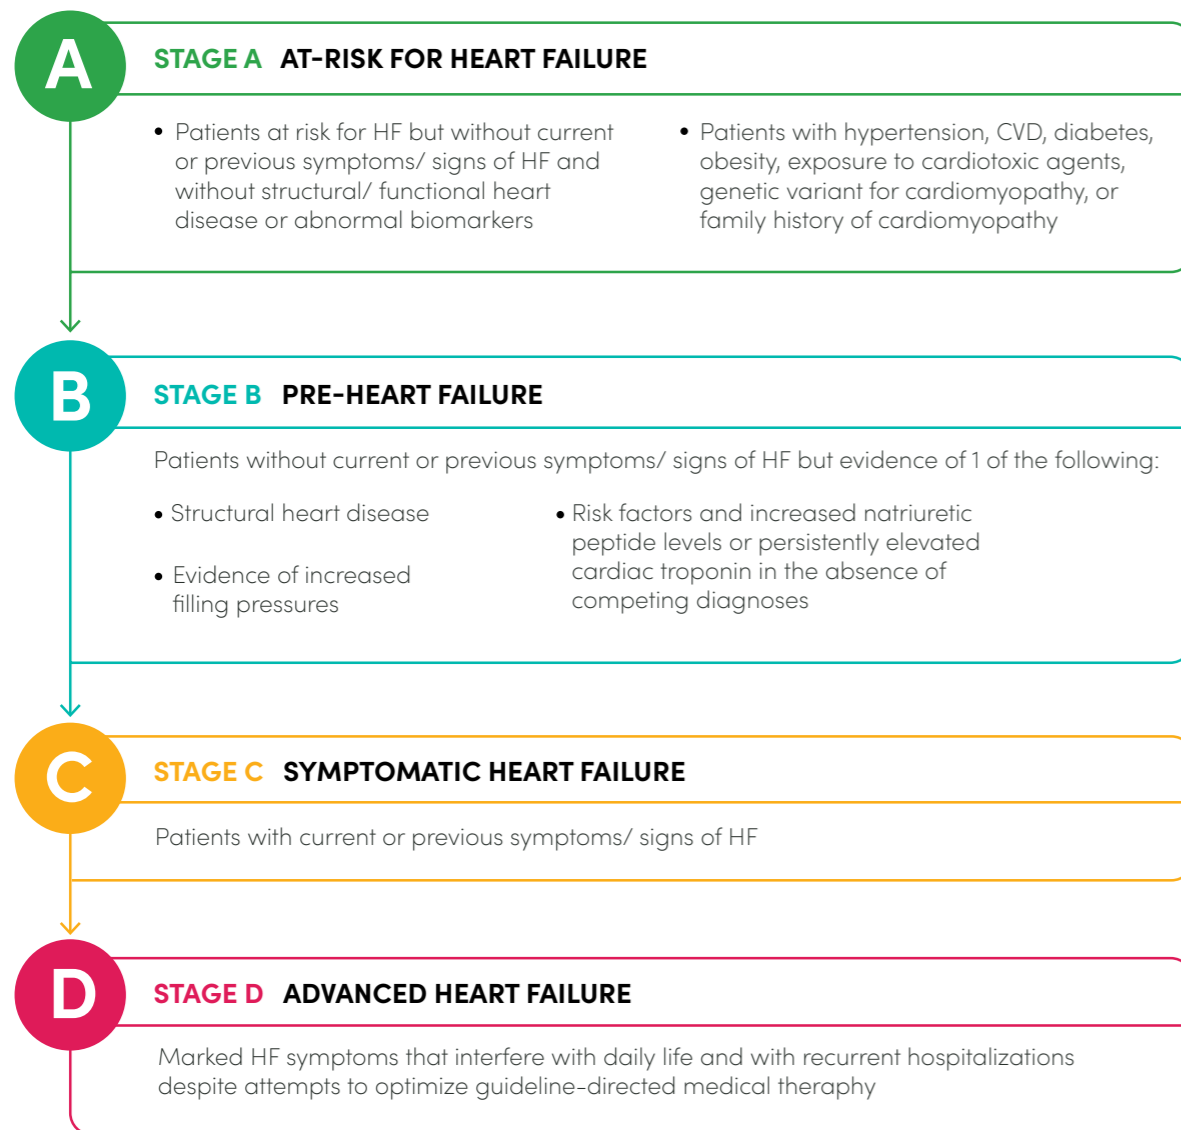 A
STAGE A AT-RISK FOR HEART FAILURE
• Patients at risk for HF but without current
or previous symptoms/ signs of HF and
without structural/ functional heart
disease or abnormal biomarkers
• Patients with hypertension, CVD, diabetes,
obesity, exposure to cardiotoxic agents,
genetic variant for cardiomyopathy, or
family history of cardiomyopathy
B
STAGE B PRE-HEART FAILURE
Patients without current or previous symptoms/ signs of HF but evidence of 1 of the following:
• Structural heart disease
• Evidence of increased
filling pressures
• Risk factors and increased natriuretic
peptide levels or persistently elevated
cardiac troponin in the absence of
competing diagnoses
C
STAGE C SYMPTOMATIC HEART FAILURE
Patients with current or previous symptoms/ signs of HF
D
STAGE D ADVANCED HEART FAILURE
Marked HF symptoms that interfere with daily life and with recurrent hospitalizations
despite attempts to optimize guideline-directed medical theraphy